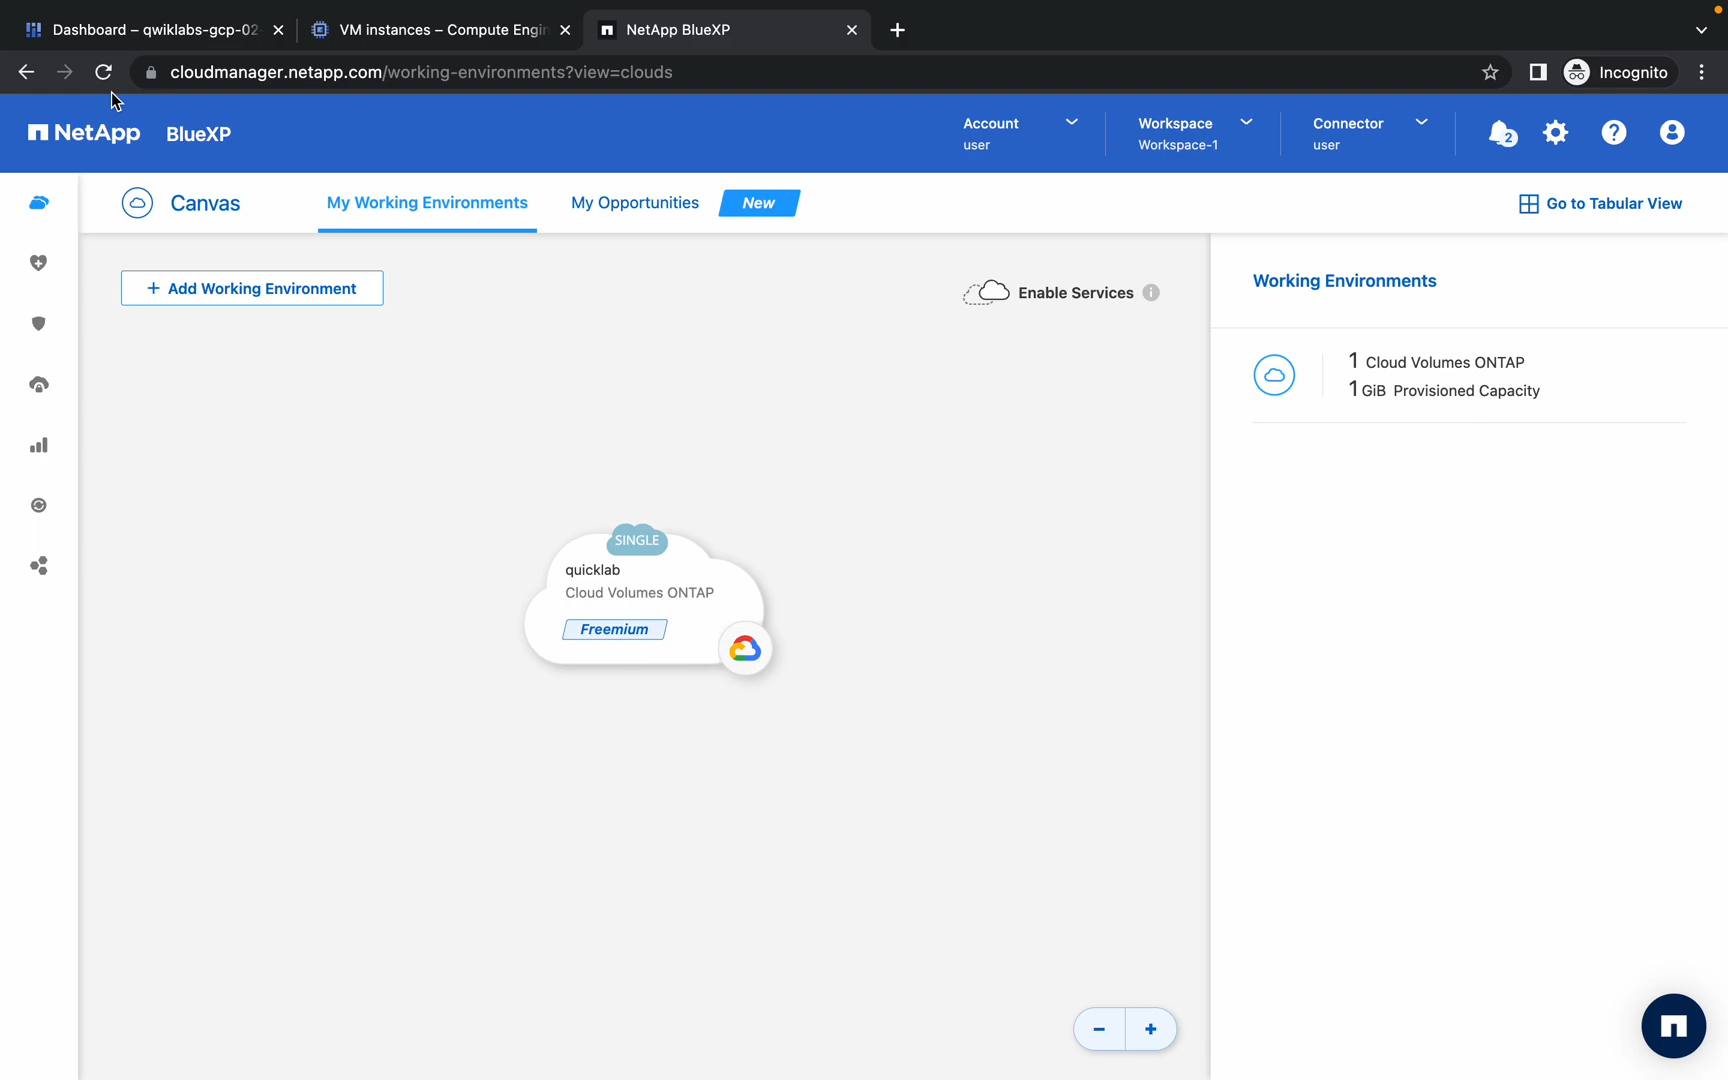 Dashboard – qwiklabs-gcp-02-
VM instances – Compute Engin
NetApp BlueXP
cloudmanager.netapp.com/working-environments?view=clouds
Incognito
NetApp BlueXP
Account
user
Workspace
Workspace-1
Connector
user
2
Canvas
My Working Environments
My Opportunities
New
Go to Tabular View
+ Add Working Environment
Enable Services
Working Environments
1 Cloud Volumes ONTAP
1 GiB Provisioned Capacity
SINGLE
quicklab
Cloud Volumes ONTAP
Freemium